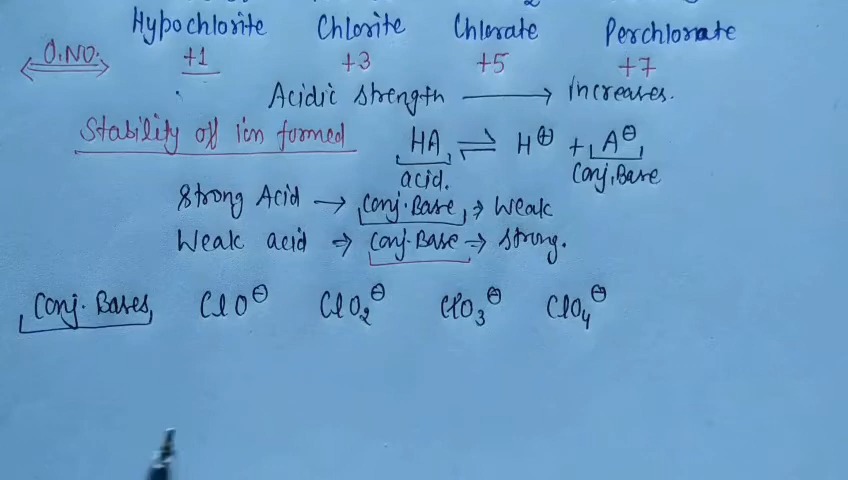 Hypochlorite Chlorite Chlorate Perchlorate
O.NO. +1 +3 +5 +7
Acidic strength ⟶ increases.
Stability of ion formed HA ⇌ H⊕ + A⊖
acid. Conj. Base
Strong Acid → Conj. Base → Weak
Weak acid ⇒ Conj. Base ⇒ strong.
Conj. Bases, ClO⊖ ClO₂⊖ ClO₃⊖ ClO₄⊖